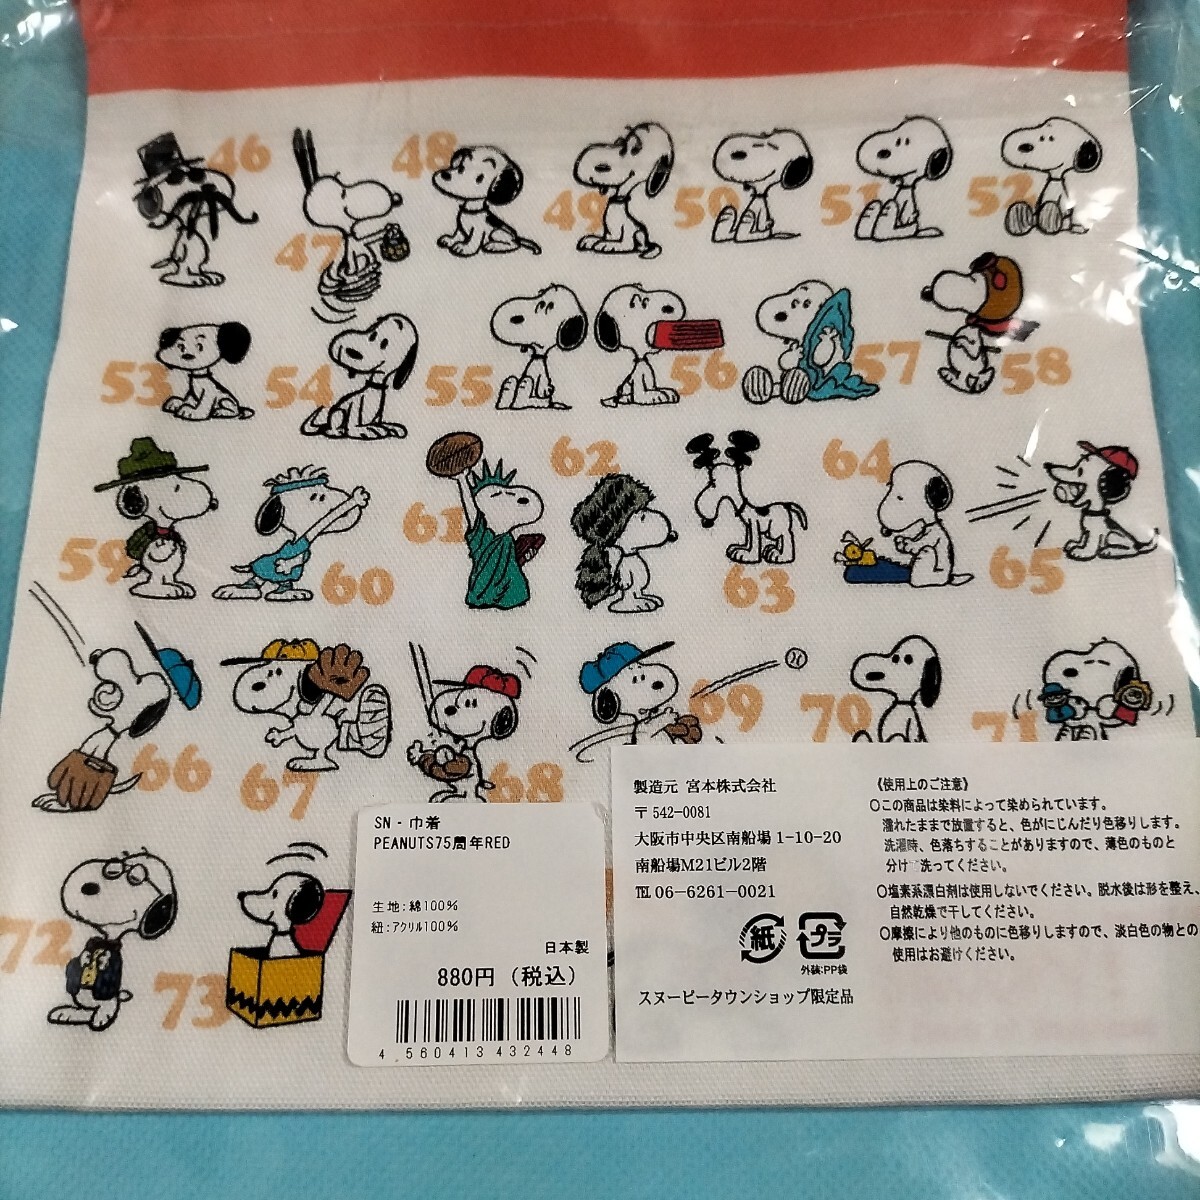 46
47
48
49
50
51
52
53
54
55
56
57
58
59
60
61
62
63
64
65
66
67
68
69
70
71
72
73
SN - 巾着
PEANUTS75周年RED
生地:綿100%
紐:アクリル100%
日本製
880円 (税込)
4 560413 432448
製造元 宮本株式会社
〒542-0081
大阪市中央区南船場 1-10-20
南船場M21ビル2階
℡ 06-6261-0021
紙
プラ
外装:PP袋
スヌーピータウンショップ限定品
《使用上のご注意》
○この商品は染料によって染められています。
濡れたままで放置すると、色がにじんだり色移りします。
洗濯時、色落ちすることがありますので、薄色のものと
分けて洗ってください。
○塩素系漂白剤は使用しないでください。脱水後は形を整え、
自然乾燥で干してください。
○摩擦により他のものに色移りしますので、淡白色の物との
使用はお避けください。